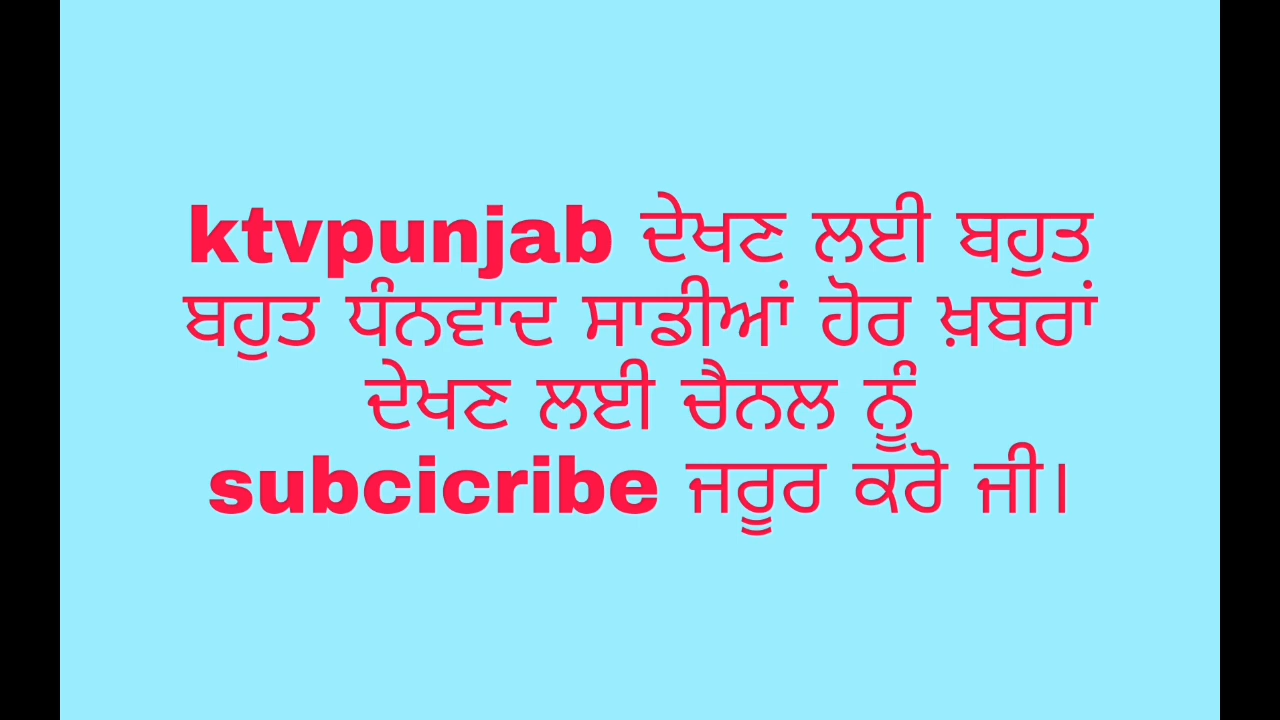 ktvpunjab ਦੇਖਣ ਲਈ ਬਹੁਤ
ਬਹੁਤ ਧੰਨਵਾਦ ਸਾਡੀਆਂ ਹੋਰ ਖ਼ਬਰਾਂ
ਦੇਖਣ ਲਈ ਚੈਨਲ ਨੂੰ
subcicribe ਜਰੂਰ ਕਰੋ ਜੀ।